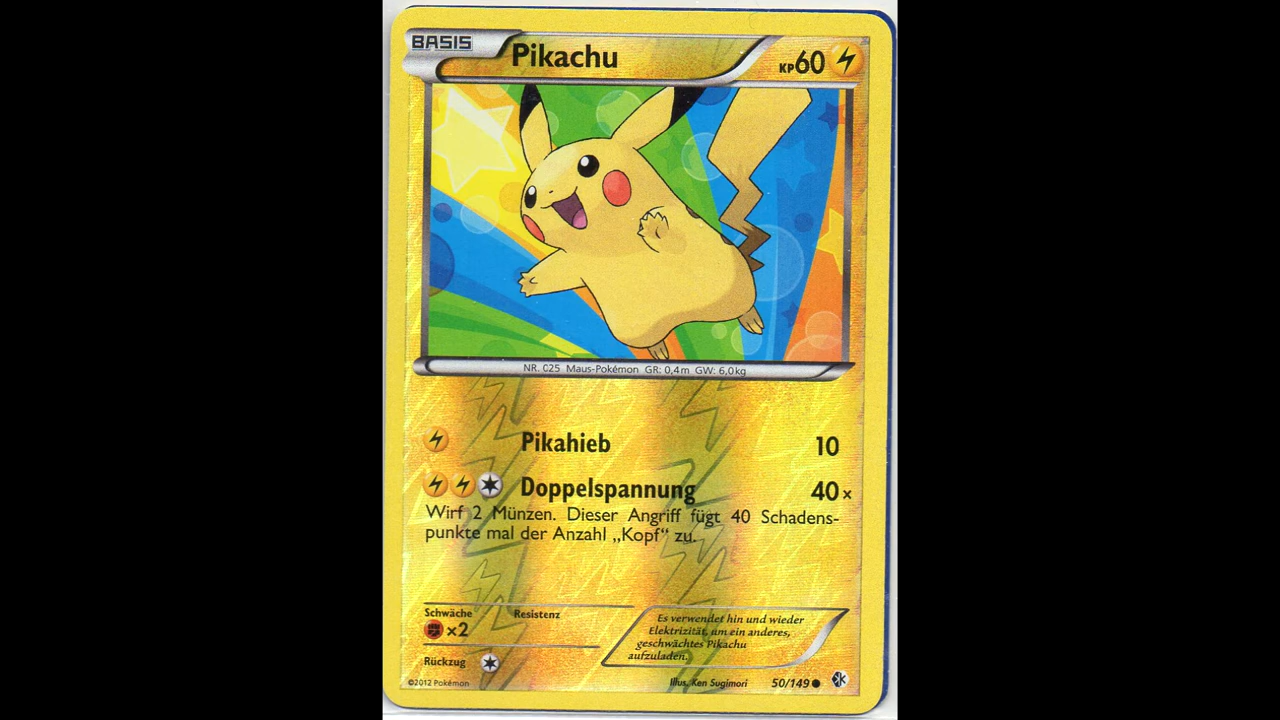 BASIS
Pikachu
KP60
NR. 025 Maus-Pokémon GR: 0,4m GW: 6,0kg
Pikahieb 10
Doppelspannung 40x
Wirf 2 Münzen. Dieser Angriff fügt 40 Schadens-
punkte mal der Anzahl „Kopf“ zu.
Schwäche Resistenz
x2
Rückzug
Es verwendet hin und wieder
Elektrizität, um ein anderes,
geschwächtes Pikachu
aufzuladen.
©2012 Pokémon Illus. Ken Sugimori 50/149